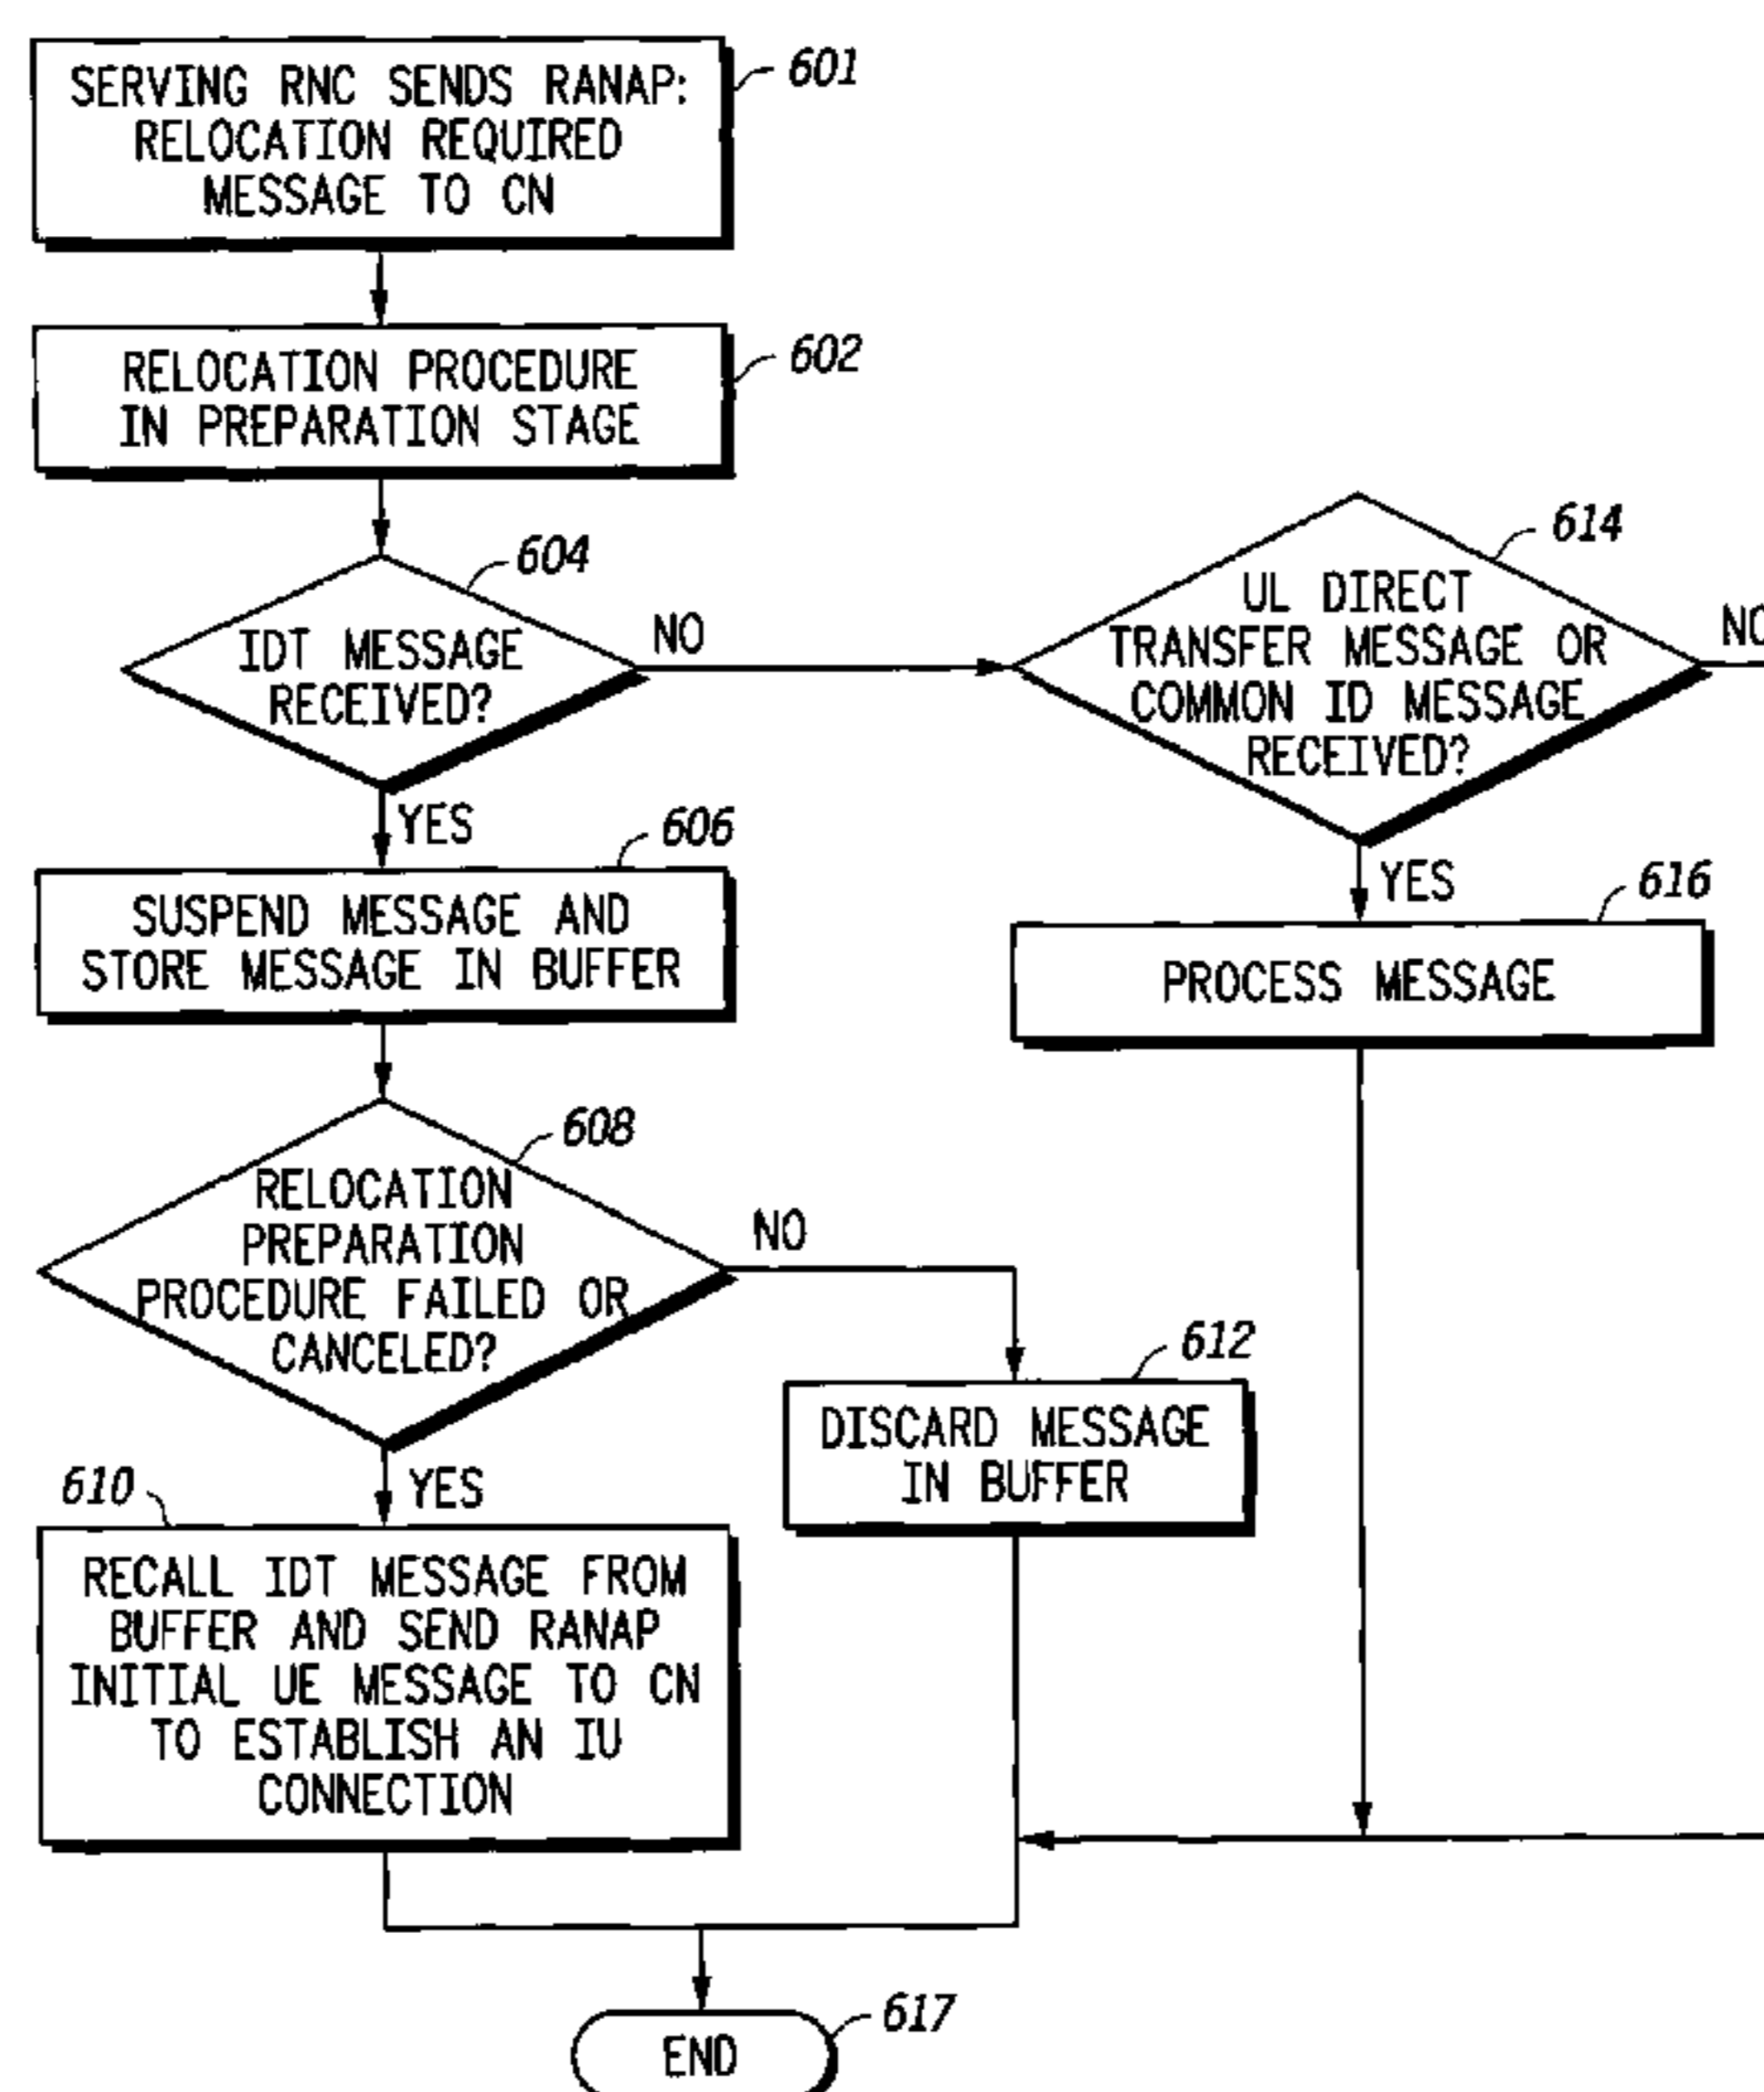 SERVING RNC SENDS RANAP:
RELOCATION REQUIRED
MESSAGE TO CN
601
RELOCATION PROCEDURE
IN PREPARATION STAGE
602
IDT MESSAGE
RECEIVED?
604
NO
YES
UL DIRECT
TRANSFER MESSAGE OR
COMMON ID MESSAGE
RECEIVED?
614
NO
YES
SUSPEND MESSAGE AND
STORE MESSAGE IN BUFFER
606
PROCESS MESSAGE
616
RELOCATION
PREPARATION
PROCEDURE FAILED OR
CANCELED?
608
NO
YES
DISCARD MESSAGE
IN BUFFER
612
610
RECALL IDT MESSAGE FROM
BUFFER AND SEND RANAP
INITIAL UE MESSAGE TO CN
TO ESTABLISH AN IU
CONNECTION
END
617